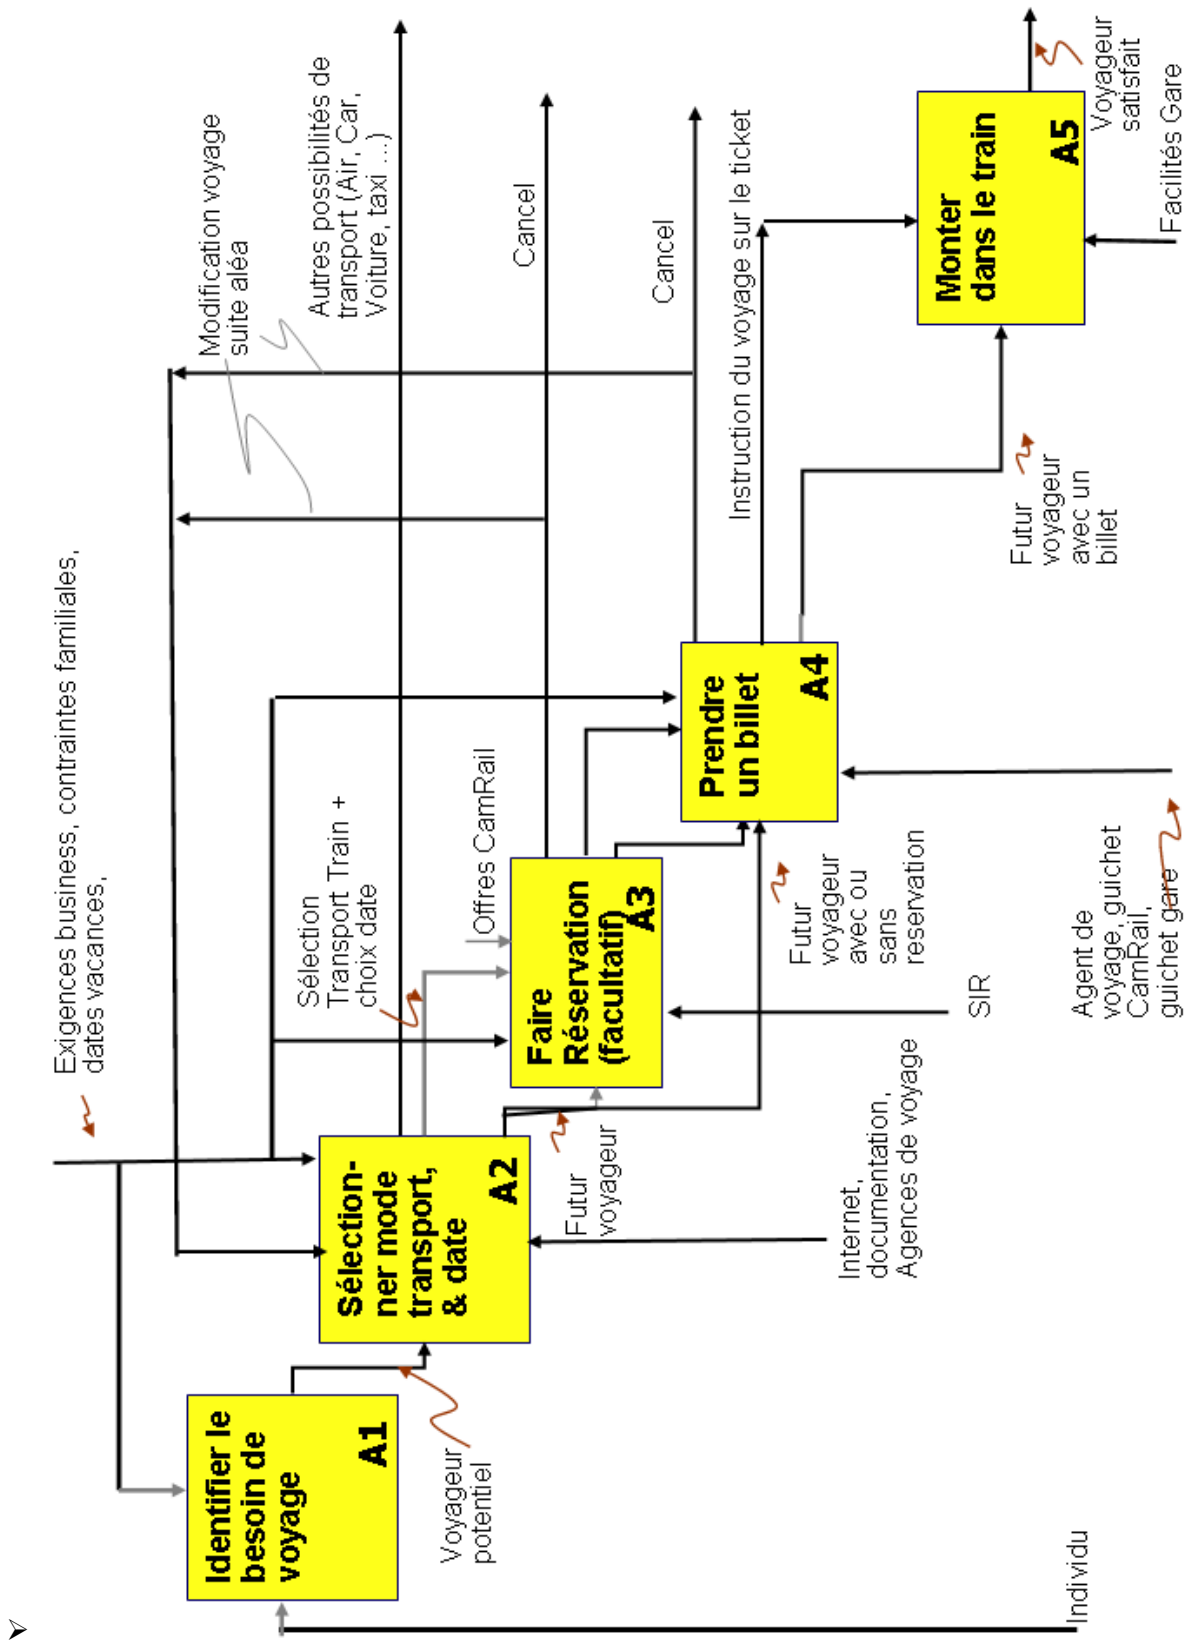 ➢
Exigences business, contraintes familiales,
dates vacances,
Modification voyage
suite aléa
Autres possibilités de
transport (Air, Car,
Voiture, taxi ...)
Cancel
Cancel
Instruction du voyage sur le ticket
Sélection
Transport Train +
choix date
Offres CamRail
Identifier le
besoin de
voyage
A1
Voyageur
potentiel
Individu
Sélection-
ner mode
transport,
& date
A2
Futur
voyageur
Internet,
documentation,
Agences de voyage
Faire
Réservation
(facultatif)
A3
SIR
Futur
voyageur
avec ou
sans
reservation
Prendre
un billet
A4
Agent de
voyage, guichet
CamRail,
guichet gare
Futur
voyageur
avec un
billet
Monter
dans le train
A5
Voyageur
satisfait
Facilités Gare